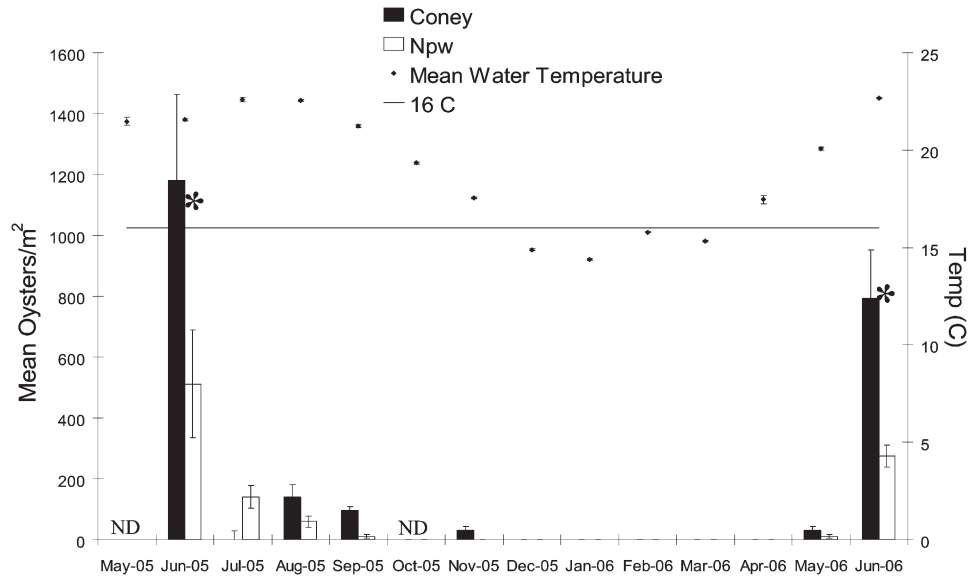 Coney
Npw
Mean Water Temperature
16 C
1600
1400
1200
1000
800
600
400
200
0
Mean Oysters/m²
25
20
15
10
5
0
Temp (C)
*
*
ND
ND
May-05 Jun-05 Jul-05 Aug-05 Sep-05 Oct-05 Nov-05 Dec-05 Jan-06 Feb-06 Mar-06 Apr-06 May-06 Jun-06